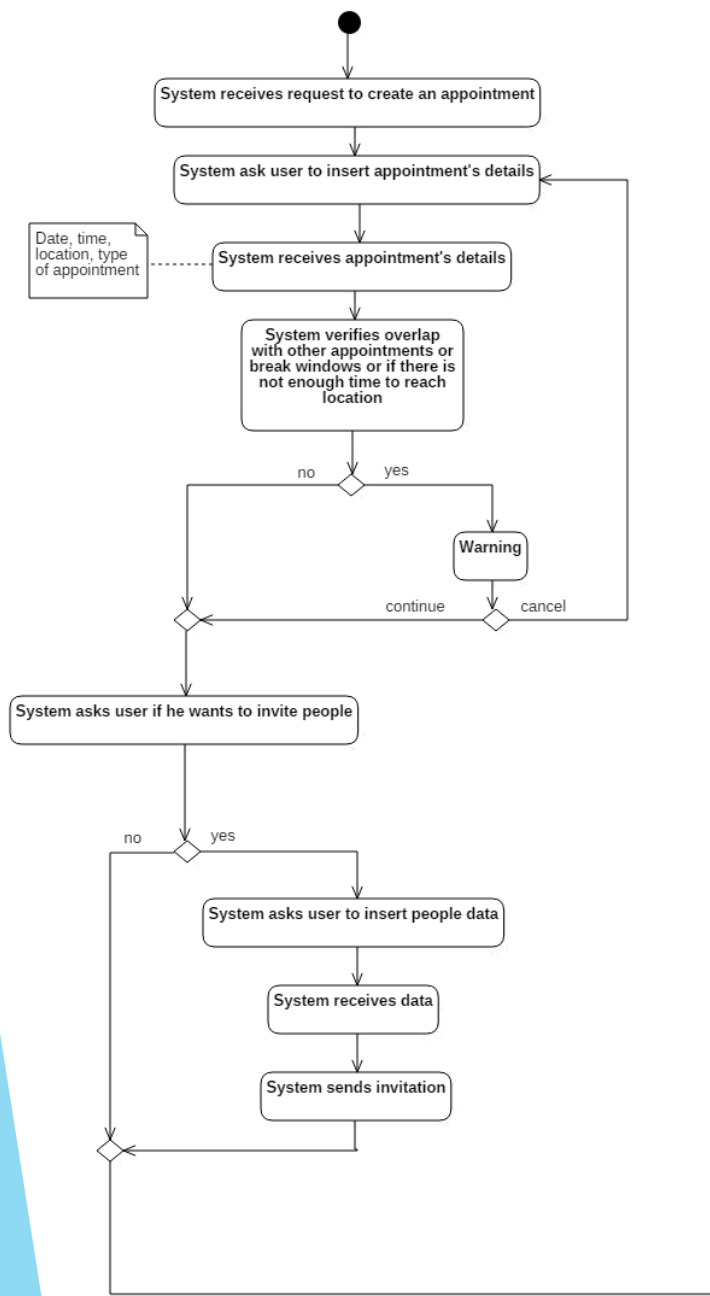 System receives request to create an appointment
System ask user to insert appointment's details
Date, time,
location, type
of appointment
System receives appointment's details
System verifies overlap
with other appointments or
break windows or if there is
not enough time to reach
location
no
yes
Warning
continue
cancel
System asks user if he wants to invite people
no
yes
System asks user to insert people data
System receives data
System sends invitation